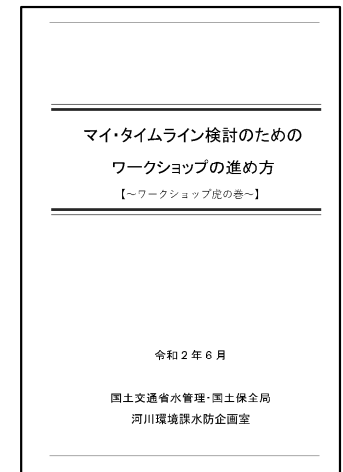 マイ・タイムライン検討のための
ワークショップの進め方
【～ワークショップ虎の巻～】
令和２年６月
国土交通省水管理・国土保全局
河川環境課水防企画室